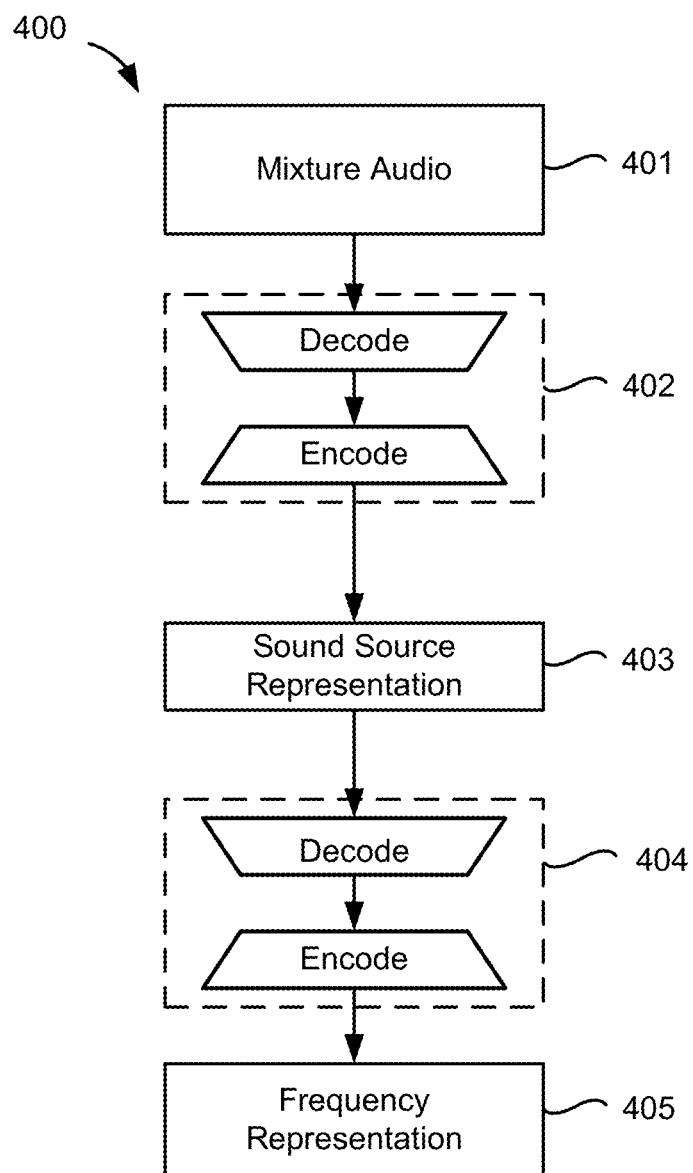 400
Mixture Audio
401
Decode
402
Encode
Sound Source
Representation
403
Decode
404
Encode
Frequency
Representation
405